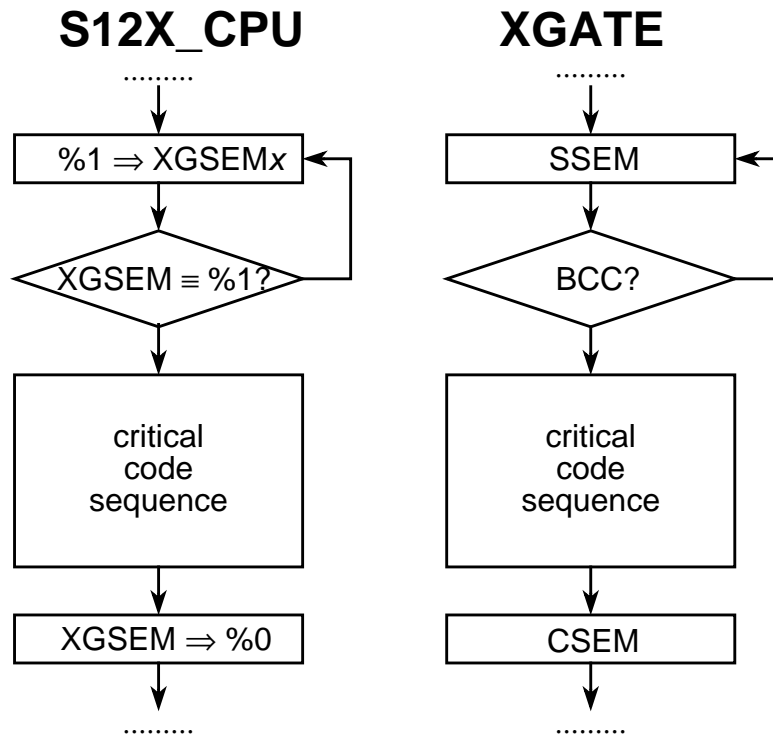 S12X_CPU
.........
%1 ⇒ XGSEMx
XGSEM ≡ %1?
critical
code
sequence
XGSEM ⇒ %0
.........
XGATE
.........
SSEM
BCC?
critical
code
sequence
CSEM
.........